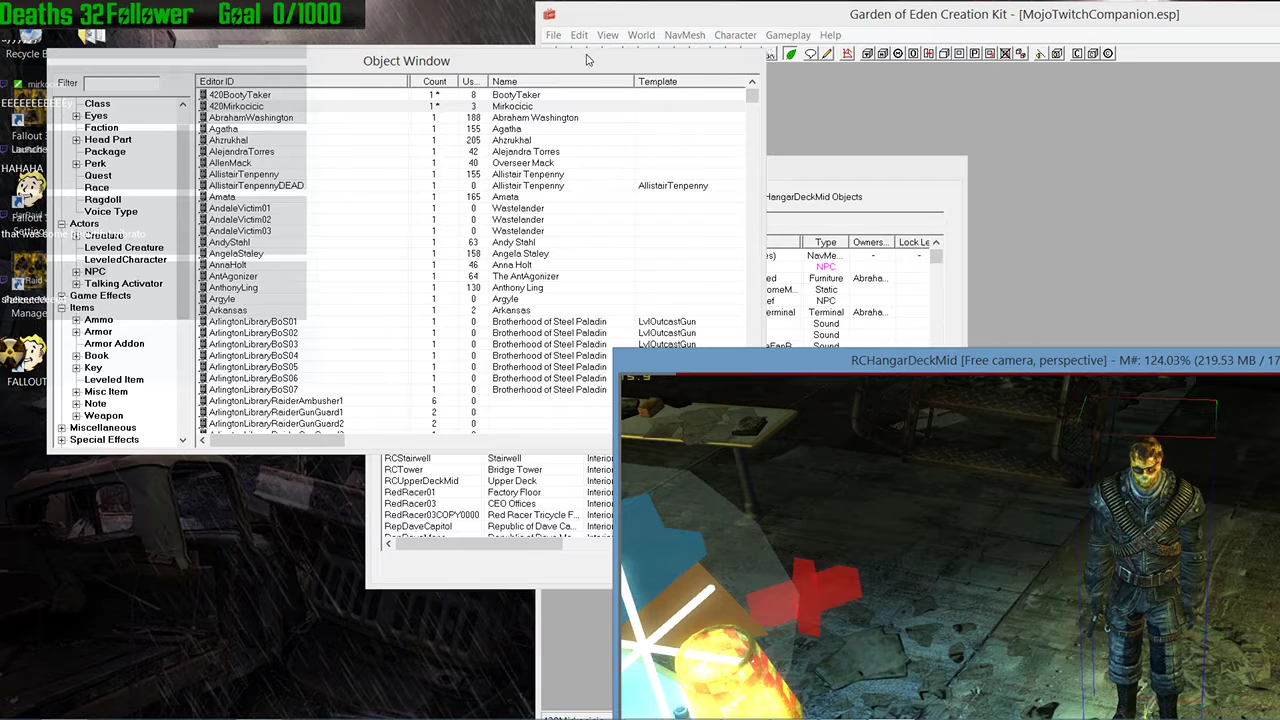 Deaths 32Follower Goal 0/1000
Garden of Eden Creation Kit - [MojoTwitchCompanion.esp]
File Edit View World NavMesh Character Gameplay Help
Recycle B
Object Window
Filter
Editor ID Count Us... Name Template
420BootyTaker 1* 8 BootyTaker
420Mirkocicic 1* 3 Mirkocicic
AbrahamWashington 1 188 Abraham Washington
Agatha 1 155 Agatha
Ahzrukhal 1 205 Ahzrukhal
AlejandraTorres 1 42 Alejandra Torres
AllenMack 1 40 Overseer Mack
AllistairTenpenny 1 155 Allistair Tenpenny
AllistairTenpennyDEAD 1 0 Allistair Tenpenny AllistairTenpenny
Amata 1 165 Amata
AndaleVictim01 1 0 Wastelander
AndaleVictim02 1 0 Wastelander
AndaleVictim03 1 0 Wastelander
AndyStahl 1 63 Andy Stahl
AngelaStaley 1 158 Angela Staley
AnnaHolt 1 46 Anna Holt
AntAgonizer 1 64 The AntAgonizer
AnthonyLing 1 130 Anthony Ling
Argyle 1 0 Argyle
Arkansas 1 2 Arkansas
ArlingtonLibraryBoS01 1 0 Brotherhood of Steel Paladin LvlOutcastGun
ArlingtonLibraryBoS02 1 0 Brotherhood of Steel Paladin LvlOutcastGun
ArlingtonLibraryBoS03 1 0 Brotherhood of Steel Paladin LvlOutcastGun
ArlingtonLibraryBoS04 1 0 Brotherhood of Steel Paladin
ArlingtonLibraryBoS05 1 0 Brotherhood of Steel Paladin
ArlingtonLibraryBoS06 1 0 Brotherhood of Steel Paladin
ArlingtonLibraryBoS07 1 0 Brotherhood of Steel Paladin
ArlingtonLibraryRaiderAmbusher1 6 0
ArlingtonLibraryRaiderGunGuard1 2 0
ArlingtonLibraryRaiderGunGuard2 2 0
Class
Eyes
Faction
Head Part
Package
Perk
Quest
Race
Ragdoll
Voice Type
Actors
Leveled Creature
LeveledCharacter
NPC
Talking Activator
Game Effects
Items
Ammo
Armor
Armor Addon
Book
Key
Leveled Item
Misc Item
Note
Weapon
Miscellaneous
Special Effects
EEEEEEEEEEEY
Fallout
HAHAHA
Fallout
Manage
FALLOUT
HangarDeckMid Objects
Type Owners... Lock Le
NavMe... - -
NPC
Furniture Abraha...
Static
NPC
Terminal Abraha...
Sound
Sound
Sound
RCStairwell Stairwell Interior
RCTower Bridge Tower Interior
RCUpperDeckMid Upper Deck Interior
RedRacer01 Factory Floor Interior
RedRacer03 CEO Offices Interior
RedRacer03COPY0000 Red Racer Tricycle F... Interior
RepDaveCapitol Republic of Dave Ca... Interior
RCHangarDeckMid [Free camera, perspective] - M#: 124.03% (219.53 MB / 17